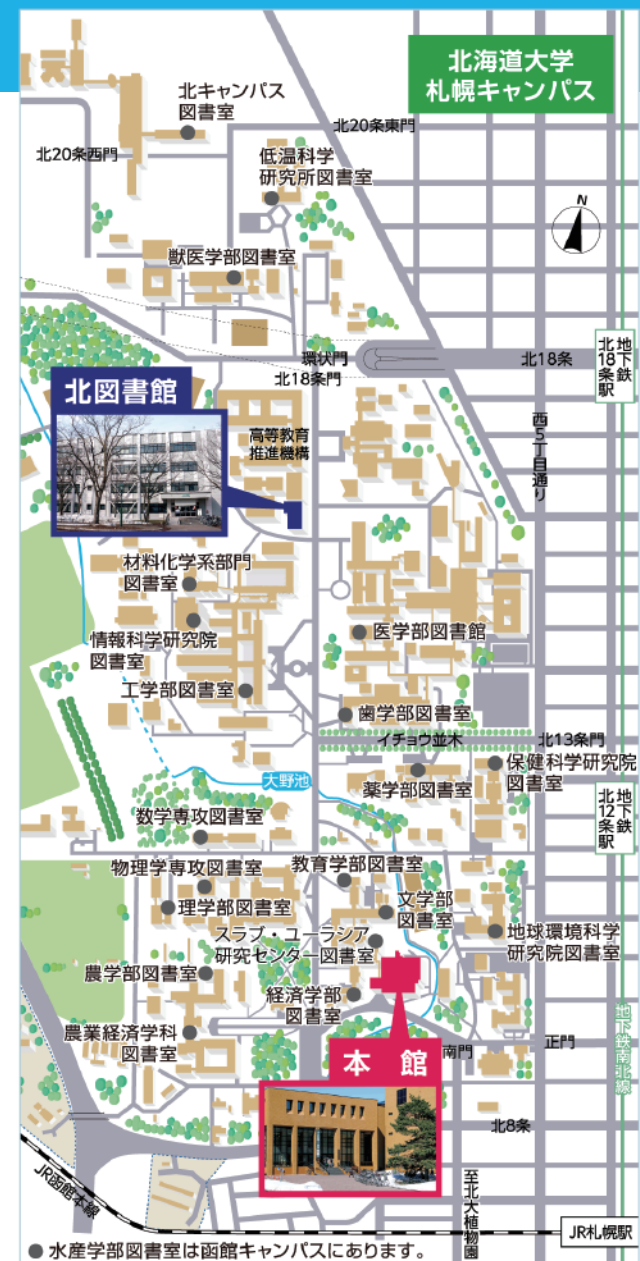 北海道大学
札幌キャンパス
北キャンパス
図書室
北20条東門
北20条西門
低温科学
研究所図書室
N
獣医学部図書室
環状門
北18条
地下鉄
北18条駅
北18条門
北図書館
高等教育
推進機構
西5丁目通り
材料化学系部門
図書室
情報科学研究院
図書室
医学部図書館
工学部図書室
歯学部図書室
イチョウ並木
北13条門
保健科学研究院
図書室
大野池
薬学部図書室
地下鉄
北12条駅
数学専攻図書室
物理学専攻図書室
教育学部図書室
理学部図書室
文学部
図書室
スラブ・ユーラシア
研究センター図書室
地球環境科学
研究院図書室
農学部図書室
経済学部
図書室
農業経済学科
図書室
地下鉄南北線
本館
南門
正門
北8条
至北大植物園
JR函館本線
JR札幌駅
● 水産学部図書室は函館キャンパスにあります。